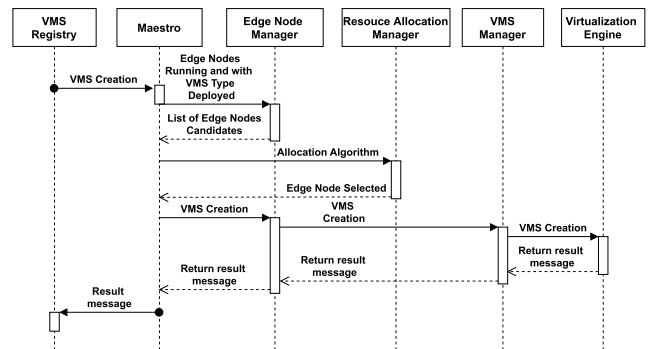 VMS
Registry
Maestro
Edge Node
Manager
Resouce Allocation
Manager
VMS
Manager
Virtualization
Engine
VMS Creation
Edge Nodes
Running and with
VMS Type
Deployed
List of Edge Nodes
Candidates
Allocation Algorithm
Edge Node Selected
VMS Creation
VMS
Creation
VMS Creation
Return result
message
Return result
message
Return result
message
Result
message